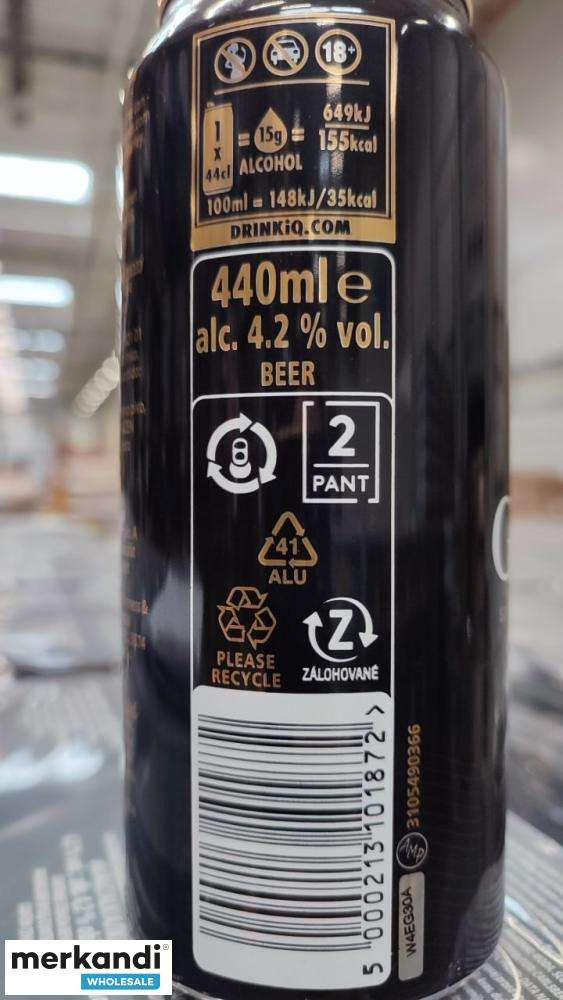 18+
1
x
44cl
=
15g
=
ALCOHOL
649kJ
155kcal
100ml = 148kJ/35kcal
DRINKiQ.COM
440ml e
alc. 4.2 % vol.
BEER
2
PANT
41
ALU
PLEASE
RECYCLE
Z
ZÁLOHOVANÉ
5 000213 101872 >
W4EG30A
AMP
3105490366
merkandi®
WHOLESALE